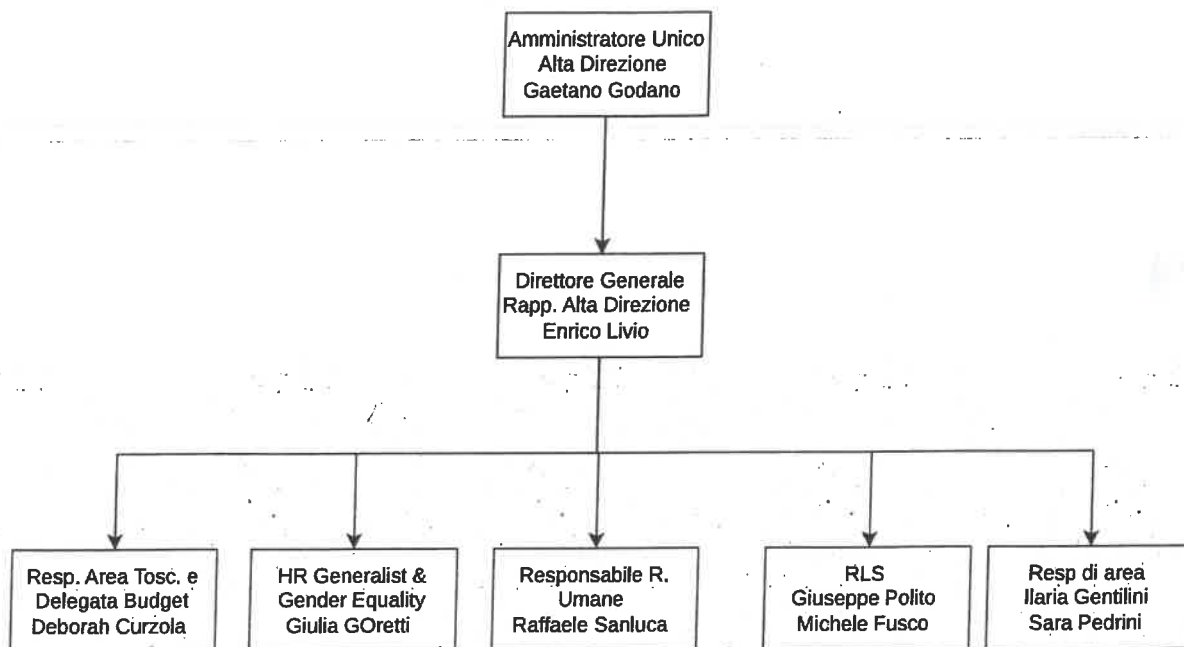 Amministratore Unico
Alta Direzione
Gaetano Godano
Direttore Generale
Rapp. Alta Direzione
Enrico Livio
Resp. Area Tosc. e
Delegata Budget
Deborah Curzola
HR Generalist &
Gender Equality
Giulia GOretti
Responsabile R.
Umane
Raffaele Sanluca
RLS
Giuseppe Polito
Michele Fusco
Resp di area
Ilaria Gentilini
Sara Pedrini